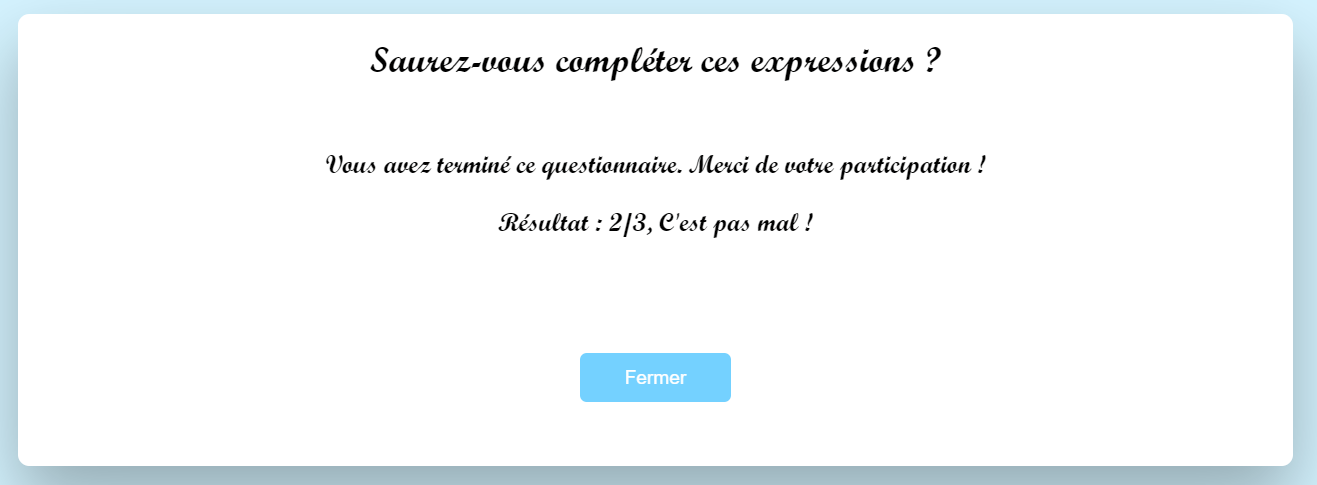 Saurez-vous compléter ces expressions ?
Vous avez terminé ce questionnaire. Merci de votre participation !
Résultat : 2/3, C'est pas mal !
Fermer